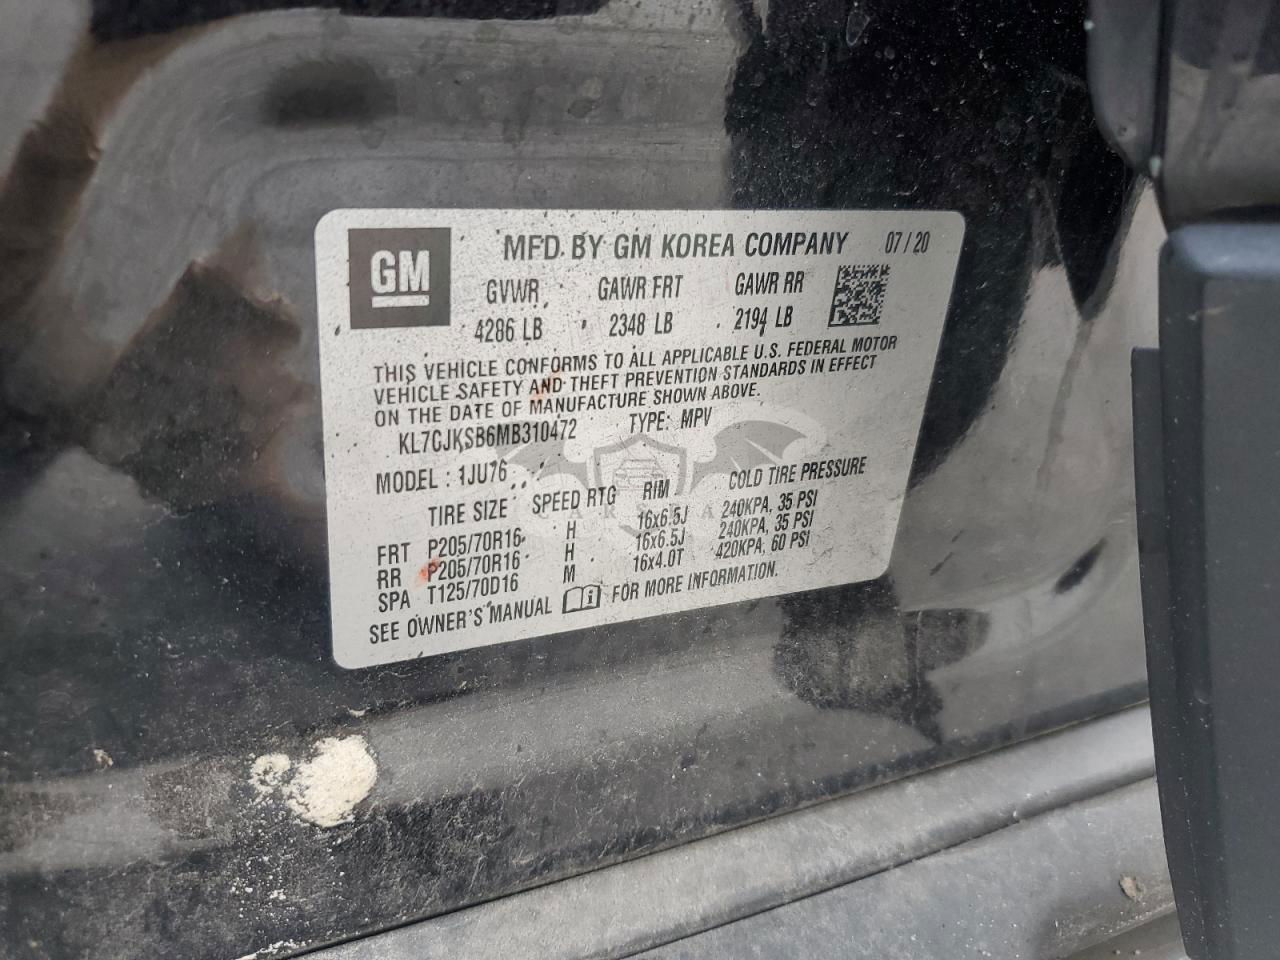 GM
MFD. BY GM KOREA COMPANY 07/20
GVWR GAWR FRT GAWR RR
4286 LB 2348 LB 2194 LB
THIS VEHICLE CONFORMS TO ALL APPLICABLE U.S. FEDERAL MOTOR
VEHICLE SAFETY AND THEFT PREVENTION STANDARDS IN EFFECT
ON THE DATE OF MANUFACTURE SHOWN ABOVE.
KL7CJKSB6MB310472 TYPE: MPV
MODEL: 1JU76
TIRE SIZE SPEED RTG RIM COLD TIRE PRESSURE
FRT P205/70R16 H 16x6.5J 240KPA, 35 PSI
RR P205/70R16 H 16x6.5J 240KPA, 35 PSI
SPA T125/70D16 M 16x4.0T 420KPA, 60 PSI
SEE OWNER'S MANUAL FOR MORE INFORMATION.